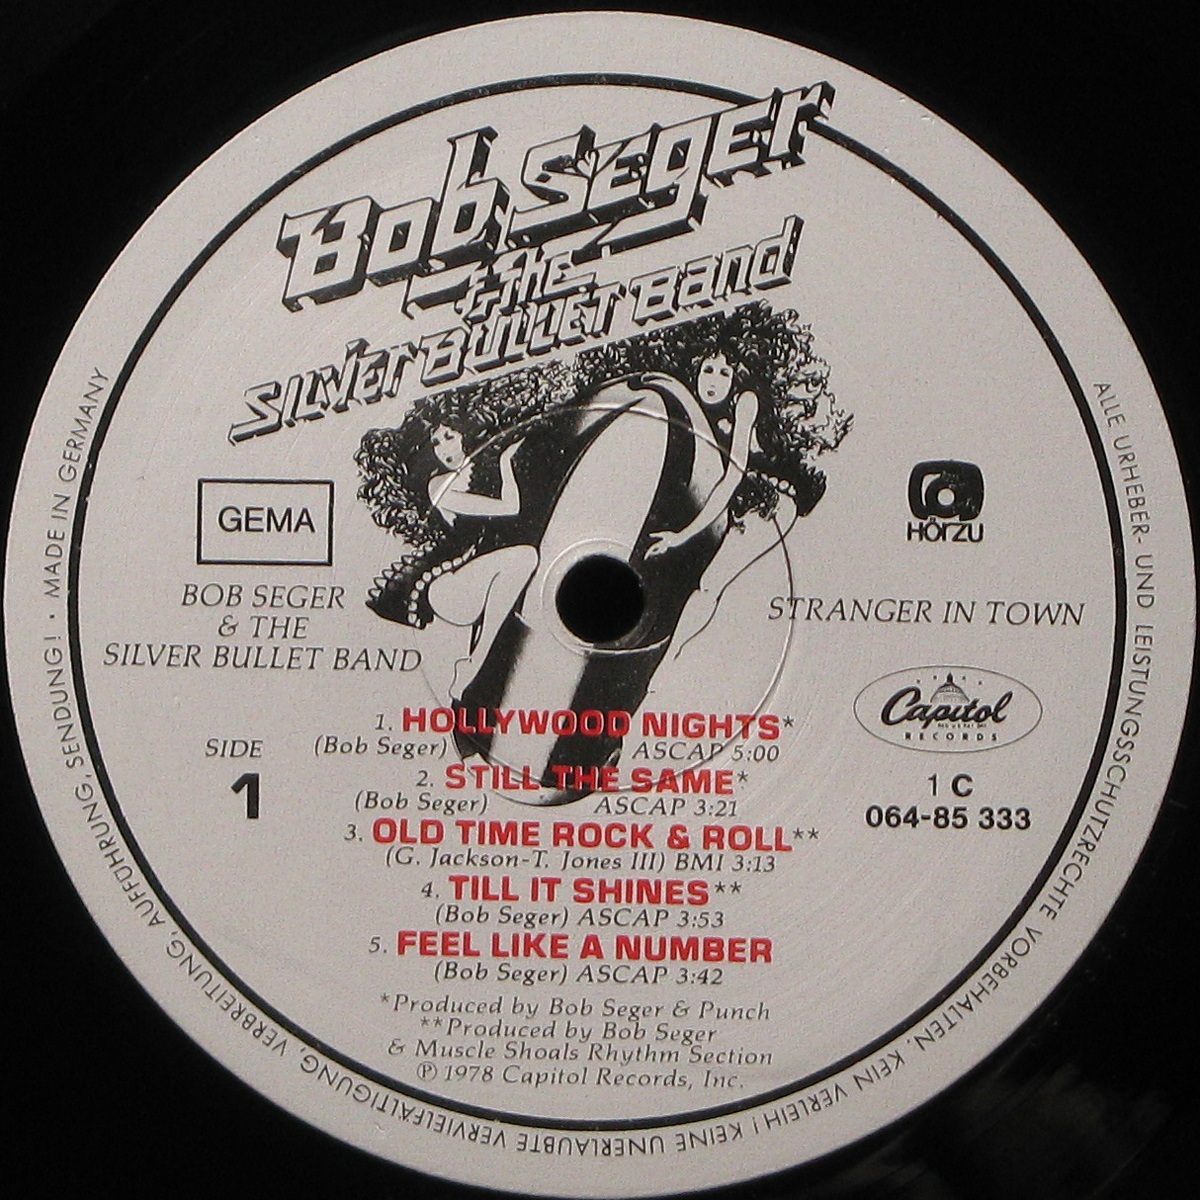 Bob Seger
& the
SILVER BULLET Band
GEMA
HÖRZU
BOB SEGER
& THE
SILVER BULLET BAND
STRANGER IN TOWN
Capitol
RECORDS
SIDE
1
1 C
064-85 333
1. HOLLYWOOD NIGHTS*
(Bob Seger) ASCAP 5:00
2. STILL THE SAME*
(Bob Seger) ASCAP 3:21
3. OLD TIME ROCK & ROLL**
(G. Jackson-T. Jones III) BMI 3:13
4. TILL IT SHINES**
(Bob Seger) ASCAP 3:53
5. FEEL LIKE A NUMBER
(Bob Seger) ASCAP 3:42
*Produced by Bob Seger & Punch
**Produced by Bob Seger
& Muscle Shoals Rhythm Section
℗ 1978 Capitol Records, Inc.
ALLE URHEBER- UND LEISTUNGSSCHUTZRECHTE VORBEHALTEN. KEIN VERLEIH! KEINE UNERLAUBTE VERVIELFÄLTIGUNG, VERBREITUNG, AUFFÜHRUNG, SENDUNG! · MADE IN GERMANY